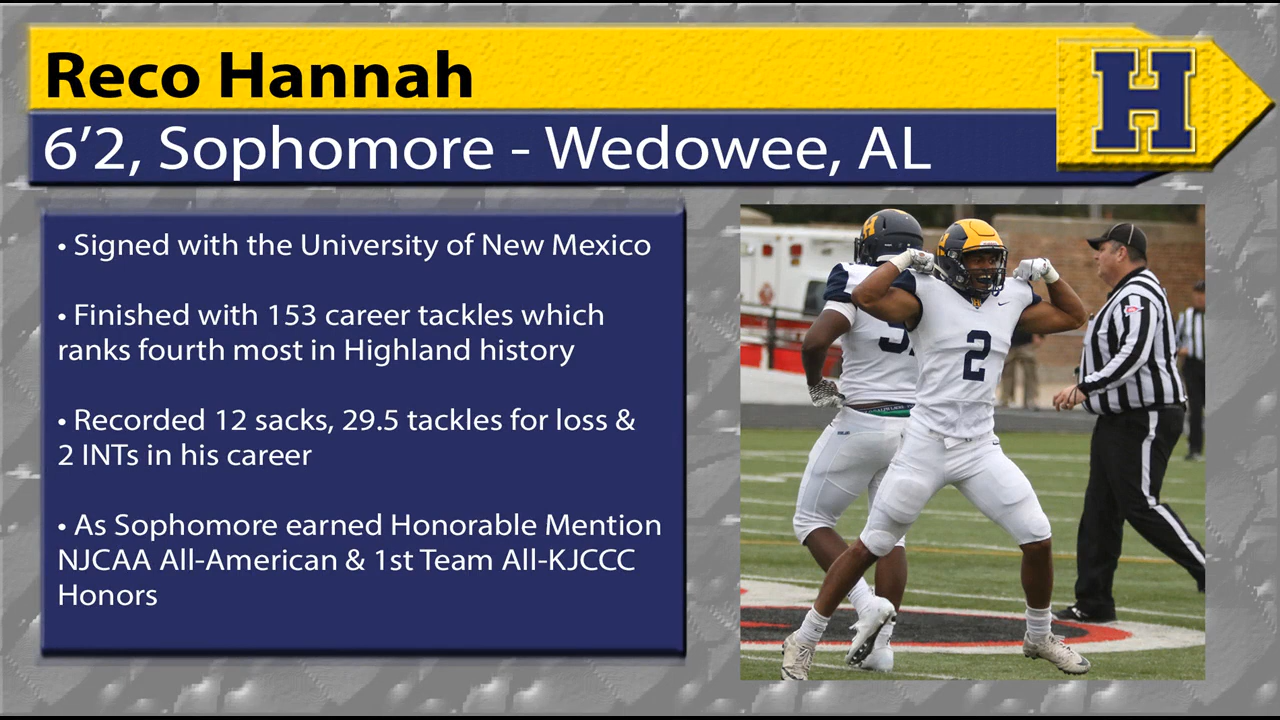 Reco Hannah
H
6’2, Sophomore - Wedowee, AL
• Signed with the University of New Mexico
• Finished with 153 career tackles which
ranks fourth most in Highland history
• Recorded 12 sacks, 29.5 tackles for loss &
2 INTs in his career
• As Sophomore earned Honorable Mention
NJCAA All-American & 1st Team All-KJCCC
Honors
2